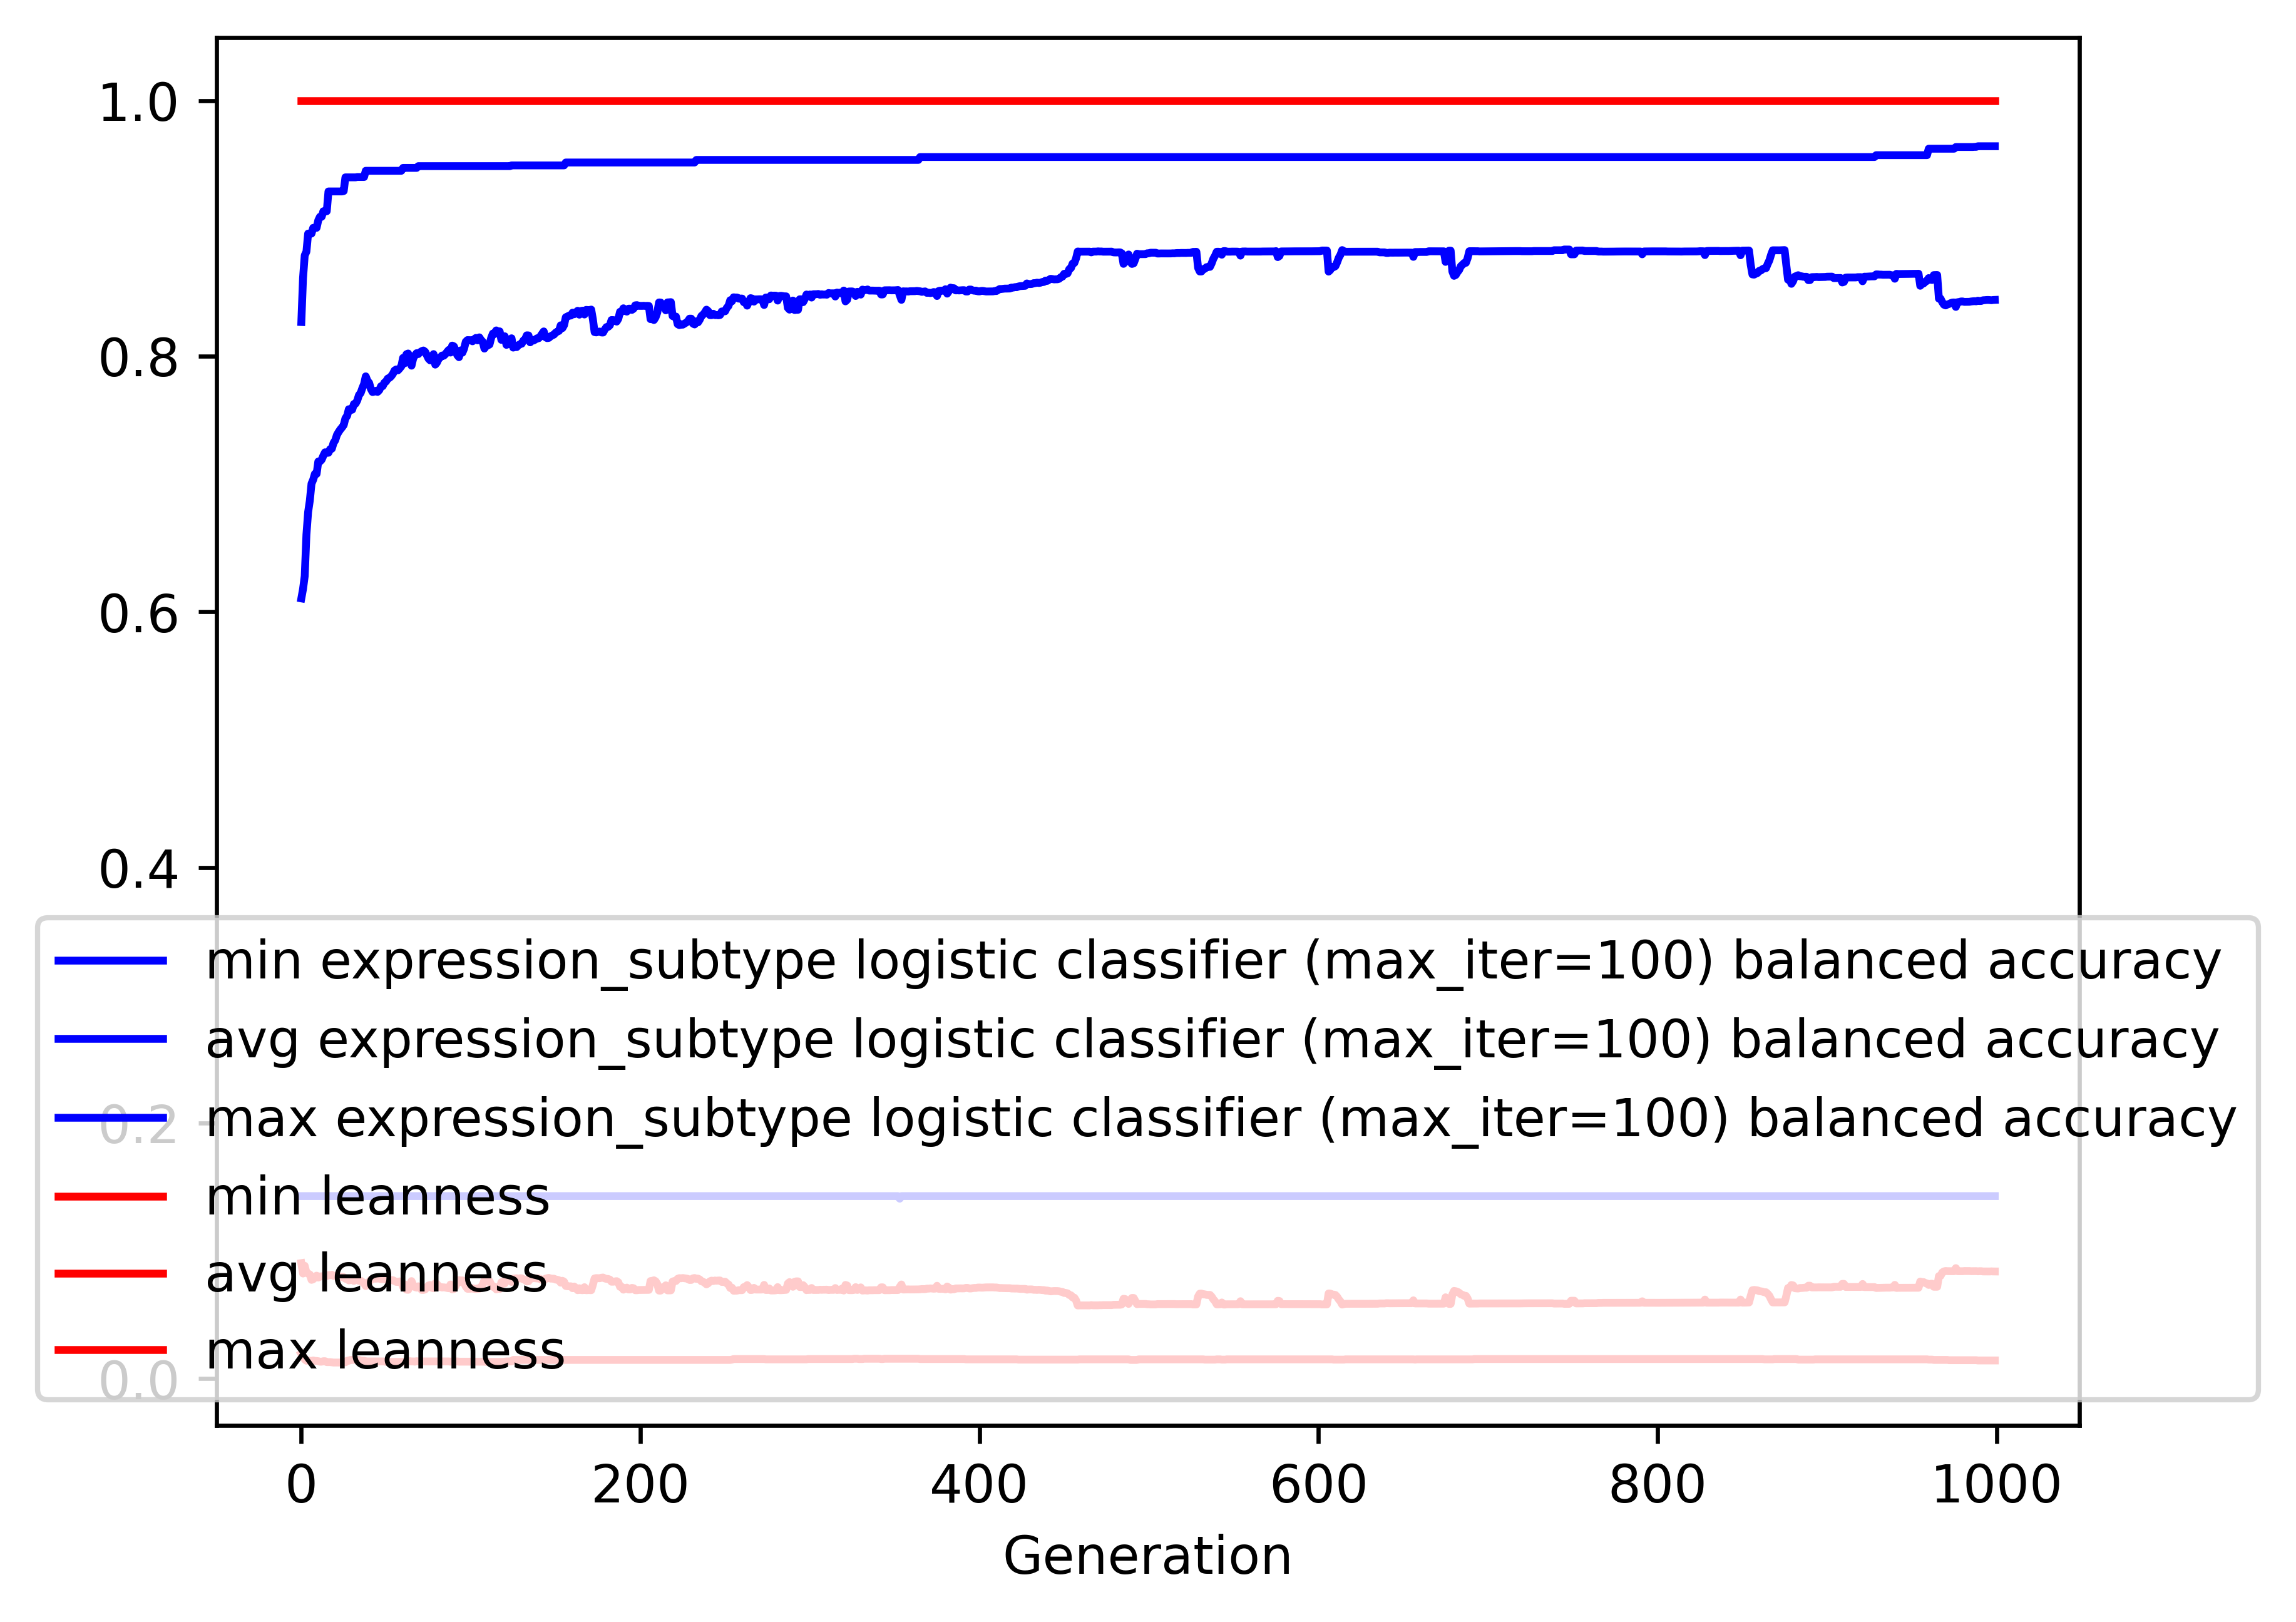 1.0
0.8
0.6
0.4
0.2
0.0
min expression_subtype logistic classifier (max_iter=100) balanced accuracy
avg expression_subtype logistic classifier (max_iter=100) balanced accuracy
max expression_subtype logistic classifier (max_iter=100) balanced accuracy
min leanness
avg leanness
max leanness
0 200 400 600 800 1000
Generation